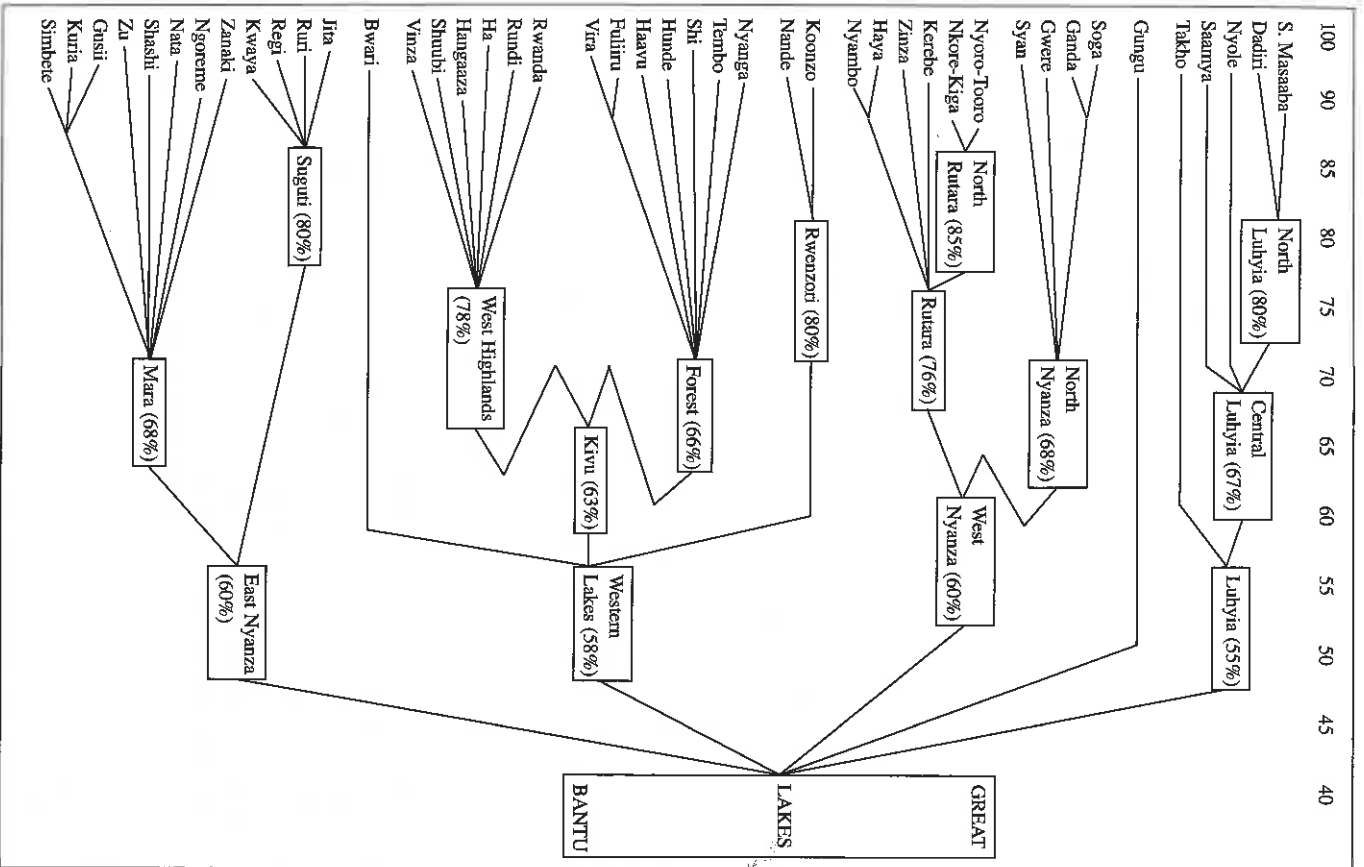 100 90 85 80 75 70 65 60 55 50 45 40
S. Masaaba
Dadiri
Nyole
Saamya
Takho
Gungu
Soga
Ganda
Gwere
Syan
Nyoro-Tooro
Nkore-Kiga
Kerebe
Zinza
Haya
Nyambo
Koonzo
Nande
Nyanga
Tembo
Shi
Hunde
Haavu
Fuliiru
Vira
Rwanda
Rundi
Ha
Hangaaza
Shuubi
Vinza
Bwari
Jita
Ruri
Regi
Kwaya
Zanaki
Ngoreme
Nata
Shashi
Zu
Gusii
Kuria
Simbete
North
Luhyia (80%)
Central
Luhyia (67%)
Luhyia (55%)
North
Nyanza (68%)
North
Rutara (85%)
Rutara (76%)
West
Nyanza (60%)
Rwenzori (80%)
Forest (66%)
Kivu (63%)
West Highlands
(78%)
Western
Lakes (58%)
Suguti (80%)
Mara (68%)
East Nyanza
(60%)
GREAT
LAKES
BANTU